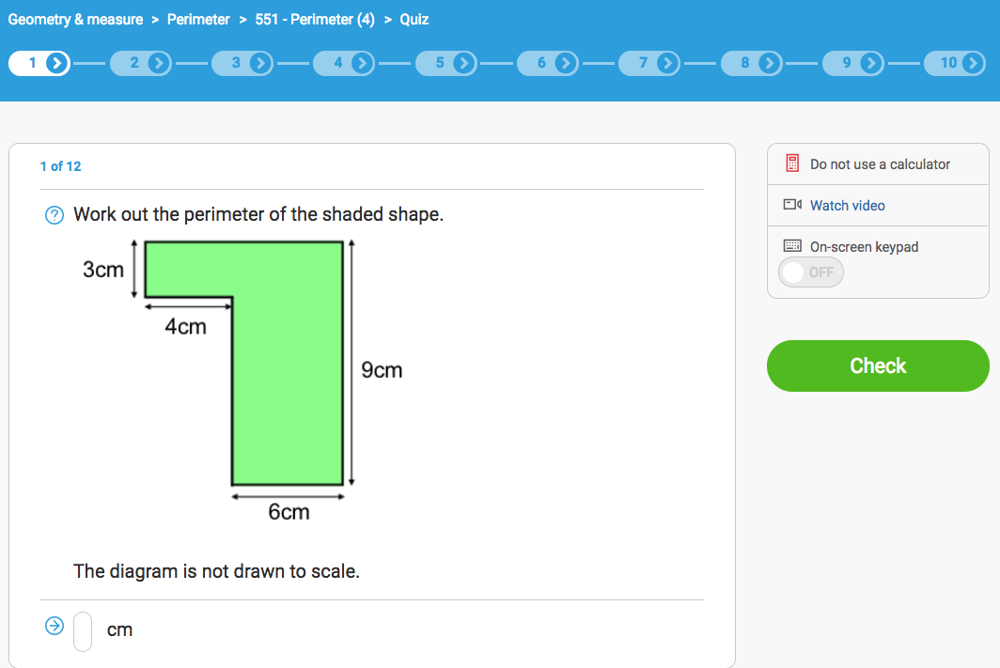 Geometry & measure > Perimeter > 551 - Perimeter (4) > Quiz
1 2 3 4 5 6 7 8 9 10
1 of 12
Do not use a calculator
Watch video
On-screen keypad
OFF
Check
Work out the perimeter of the shaded shape.
3cm
4cm
9cm
6cm
The diagram is not drawn to scale.
cm